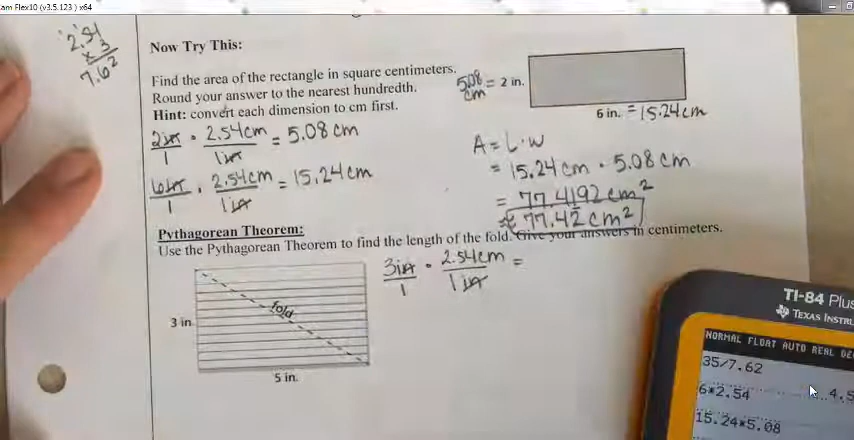 am Flex10 (v3.5.123 ) x64
2.54
× 3
7.62
Now Try This:
Find the area of the rectangle in square centimeters.
Round your answer to the nearest hundredth.
Hint: convert each dimension to cm first.
5.08 cm = 2 in.
6 in. = 15.24 cm
2in/1 • 2.54cm/1in = 5.08 cm
6in/1 • 2.54cm/1in = 15.24 cm
A = L·W
= 15.24 cm • 5.08 cm
= 77.4192 cm²
≈ 77.42 cm²
Pythagorean Theorem:
Use the Pythagorean Theorem to find the length of the fold. Give your answers in centimeters.
3in/1 • 2.54cm/1in =
fold
3 in.
5 in.
TI-84 Plus
TEXAS INSTRU
NORMAL FLOAT AUTO REAL DE
35/7.62
4.5
6*2.54
15.24*5.08